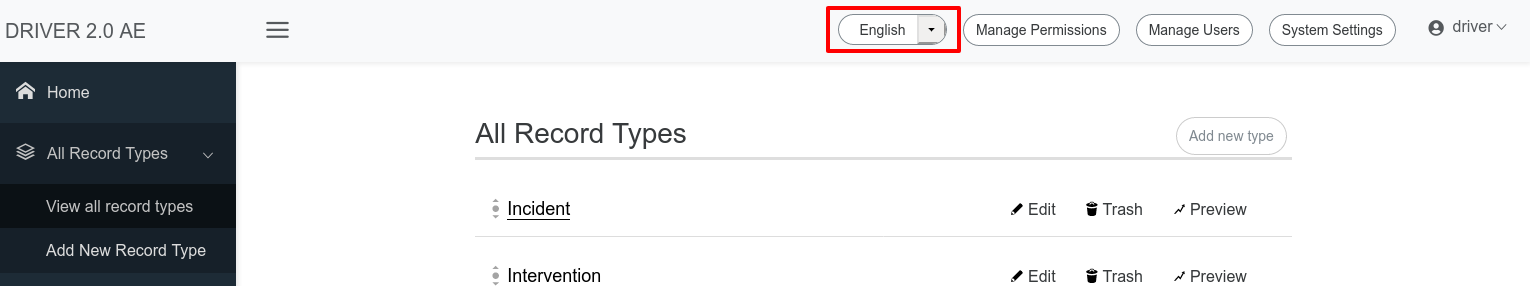 DRIVER 2.0 AE
English
Manage Permissions
Manage Users
System Settings
driver
Home
All Record Types
View all record types
Add New Record Type
All Record Types
Add new type
Incident
Edit
Trash
Preview
Intervention
Edit
Trash
Preview